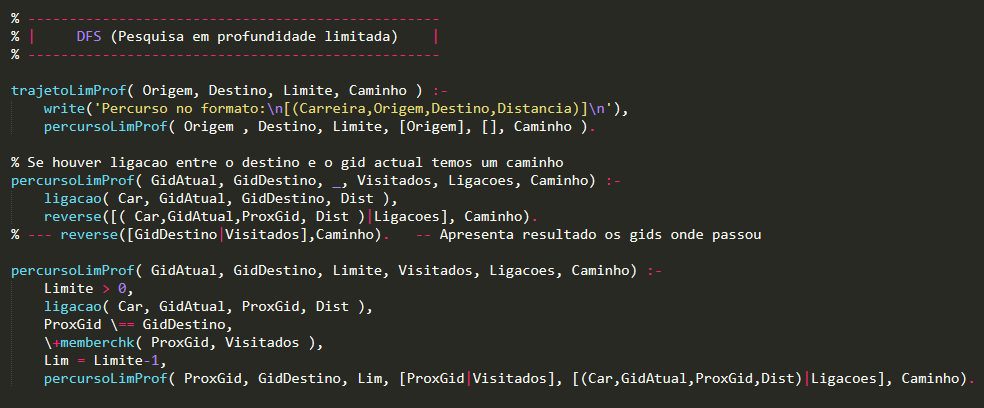 % --------------------------------------------------
% |     DFS (Pesquisa em profundidade limitada)    |
% --------------------------------------------------
trajetoLimProf( Origem, Destino, Limite, Caminho ) :-
    write('Percurso no formato:\n[(Carreira,Origem,Destino,Distancia)]\n'),
    percursoLimProf( Origem , Destino, Limite, [Origem], [], Caminho ).
% Se houver ligacao entre o destino e o gid actual temos um caminho
percursoLimProf( GidAtual, GidDestino, _, Visitados, Ligacoes, Caminho) :-
    ligacao( Car, GidAtual, GidDestino, Dist ),
    reverse([( Car,GidAtual,ProxGid, Dist )|Ligacoes], Caminho).
% --- reverse([GidDestino|Visitados],Caminho).   -- Apresenta resultado os gids onde passou
percursoLimProf( GidAtual, GidDestino, Limite, Visitados, Ligacoes, Caminho) :-
    Limite > 0,
    ligacao( Car, GidAtual, ProxGid, Dist ),
    ProxGid \== GidDestino,
    \+memberchk( ProxGid, Visitados ),
    Lim = Limite-1,
    percursoLimProf( ProxGid, GidDestino, Lim, [ProxGid|Visitados], [(Car,GidAtual,ProxGid,Dist)|Ligacoes], Caminho).